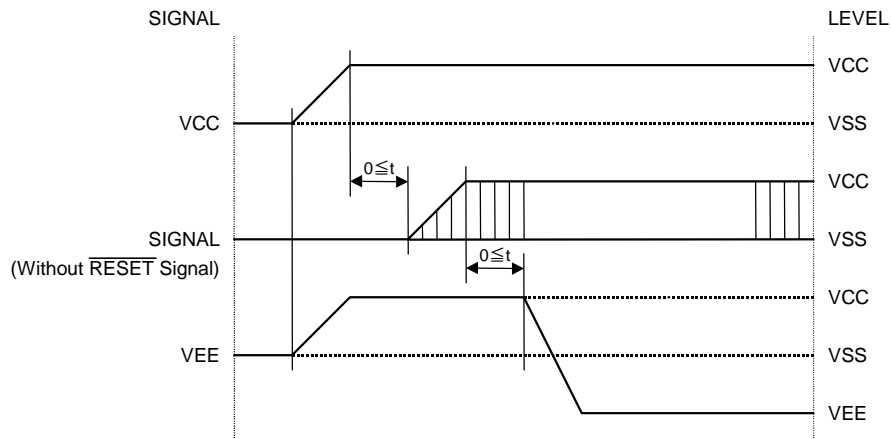 SIGNAL LEVEL
VCC
VCC VSS
0≦t VCC
SIGNAL VSS
(Without RESET Signal)
0≦t
VCC
VEE VSS
VEE